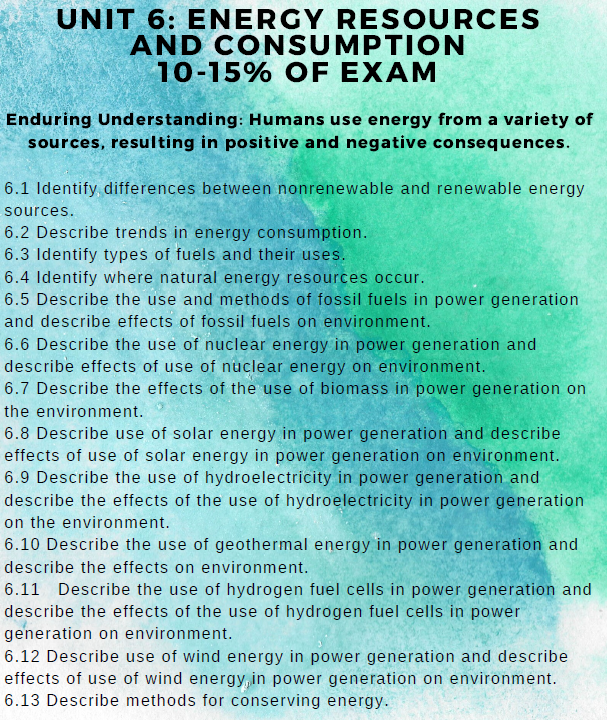 UNIT 6: ENERGY RESOURCES
AND CONSUMPTION
10-15% OF EXAM
Enduring Understanding: Humans use energy from a variety of
sources, resulting in positive and negative consequences.
6.1 Identify differences between nonrenewable and renewable energy
sources.
6.2 Describe trends in energy consumption.
6.3 Identify types of fuels and their uses.
6.4 Identify where natural energy resources occur.
6.5 Describe the use and methods of fossil fuels in power generation
and describe effects of fossil fuels on environment.
6.6 Describe the use of nuclear energy in power generation and
describe effects of use of nuclear energy on environment.
6.7 Describe the effects of the use of biomass in power generation on
the environment.
6.8 Describe use of solar energy in power generation and describe
effects of use of solar energy in power generation on environment.
6.9 Describe the use of hydroelectricity in power generation and
describe the effects of the use of hydroelectricity in power generation
on the environment.
6.10 Describe the use of geothermal energy in power generation and
describe the effects on environment.
6.11 Describe the use of hydrogen fuel cells in power generation and
describe the effects of the use of hydrogen fuel cells in power
generation on environment.
6.12 Describe use of wind energy in power generation and describe
effects of use of wind energy in power generation on environment.
6.13 Describe methods for conserving energy.